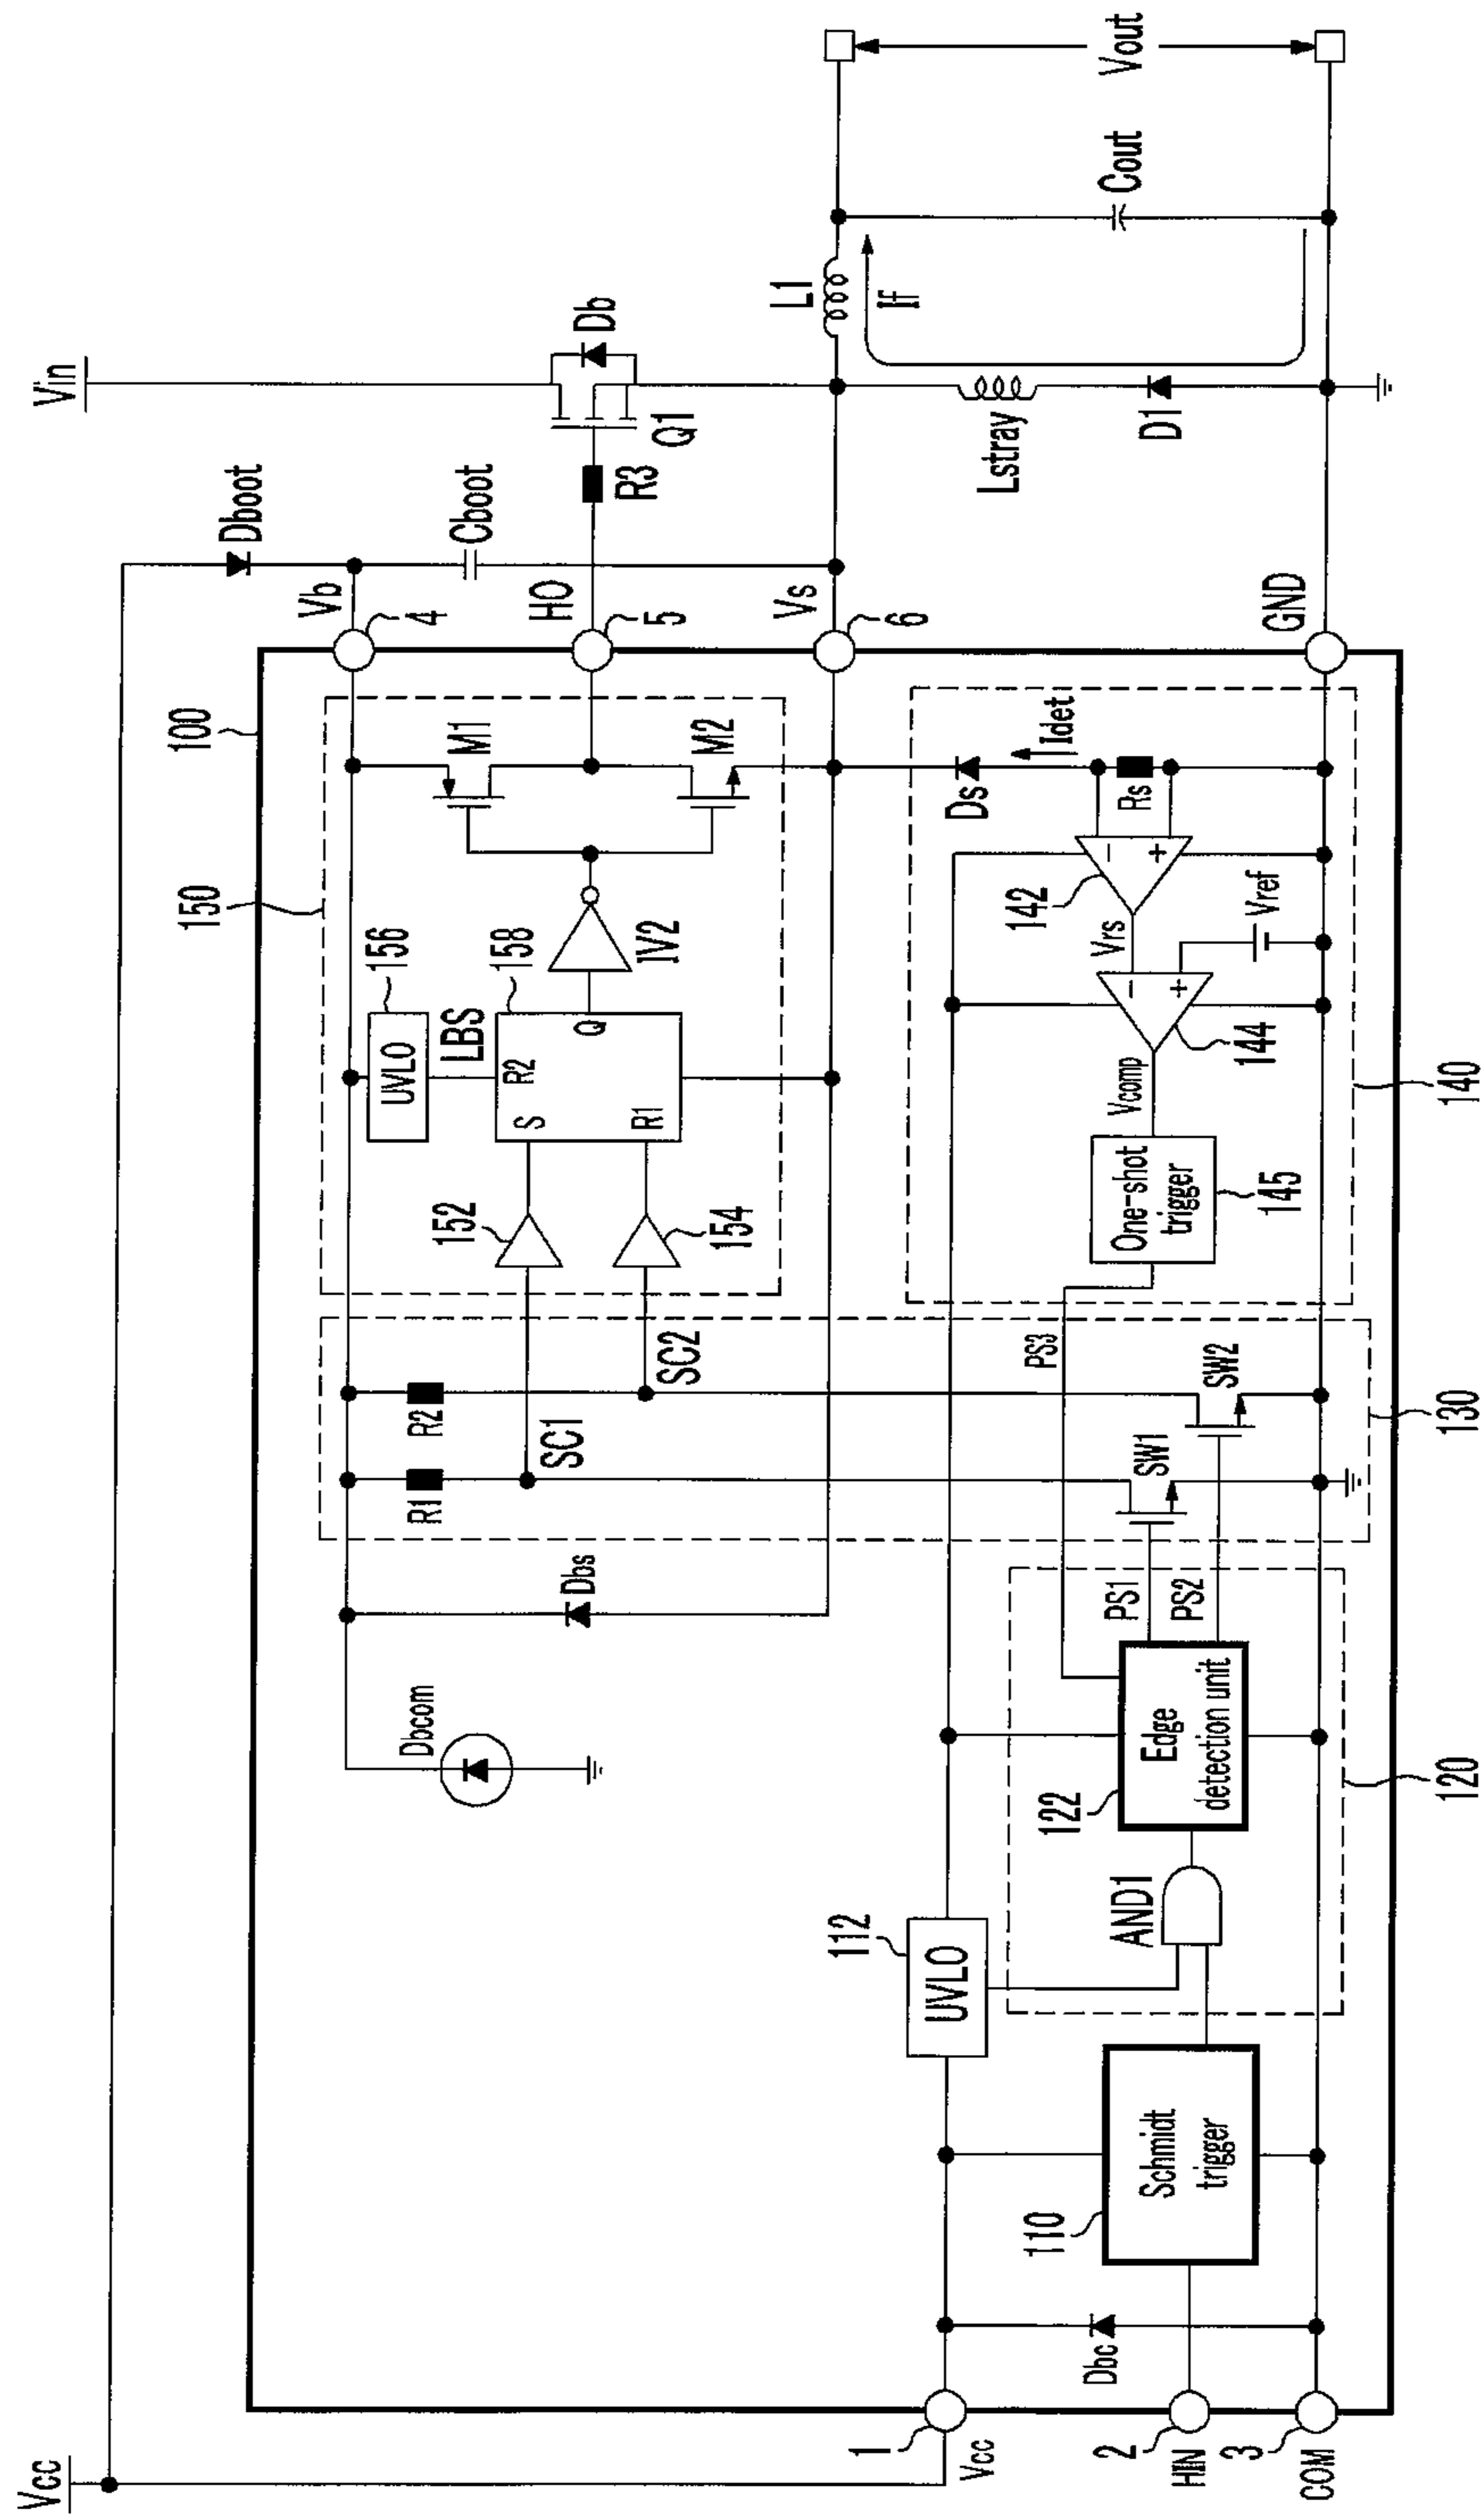 Vcc
Vin
Dboot
Vb
4
Cboot
HO
5
R3
Q1
Db
Vs
6
L1
If
Lstray
D1
Cout
Vout
GND
100
150
156
UVLO
LBS
158
S
R2
R1
Q
IV2
M1
M2
152
154
R2
R1
SC1
SC2
Dbs
Dbcom
Ds
Idet
Rs
142
−
+
Vrs
Vref
144
−
+
Vcomp
One-shot
trigger
145
140
PS3
SW1
SW2
130
PS1
PS2
Edge
detection unit
122
120
AND1
112
UVLO
Schmidt
trigger
110
Dbc
1
Vcc
2
HIN
3
COM